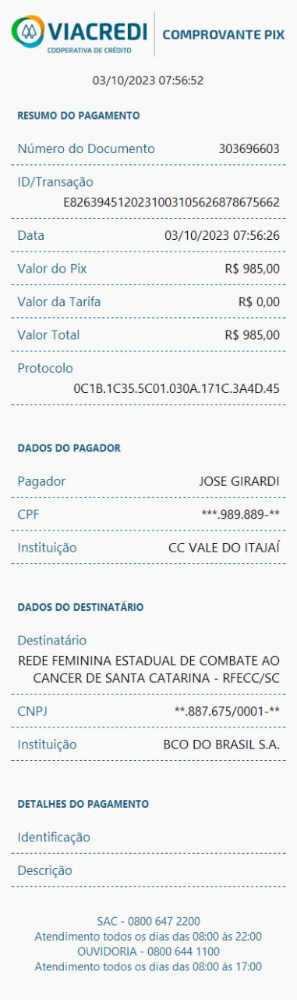 VIACREDI
COOPERATIVA DE CRÉDITO
COMPROVANTE PIX
03/10/2023 07:56:52
RESUMO DO PAGAMENTO
Número do Documento 303696603
ID/Transação
E82639451202310031056268786756​62
Data 03/10/2023 07:56:26
Valor do Pix R$ 985,00
Valor da Tarifa R$ 0,00
Valor Total R$ 985,00
Protocolo
0C1B.1C35.5C01.030A.171C.3A4D.45
DADOS DO PAGADOR
Pagador JOSE GIRARDI
CPF ***.989.889-**
Instituição CC VALE DO ITAJAÍ
DADOS DO DESTINATÁRIO
Destinatário
REDE FEMININA ESTADUAL DE COMBATE AO
CANCER DE SANTA CATARINA - RFECC/SC
CNPJ **.887.675/0001-**
Instituição BCO DO BRASIL S.A.
DETALHES DO PAGAMENTO
Identificação
Descrição
SAC - 0800 647 2200
Atendimento todos os dias das 08:00 às 22:00
OUVIDORIA - 0800 644 1100
Atendimento todos os dias das 08:00 às 17:00